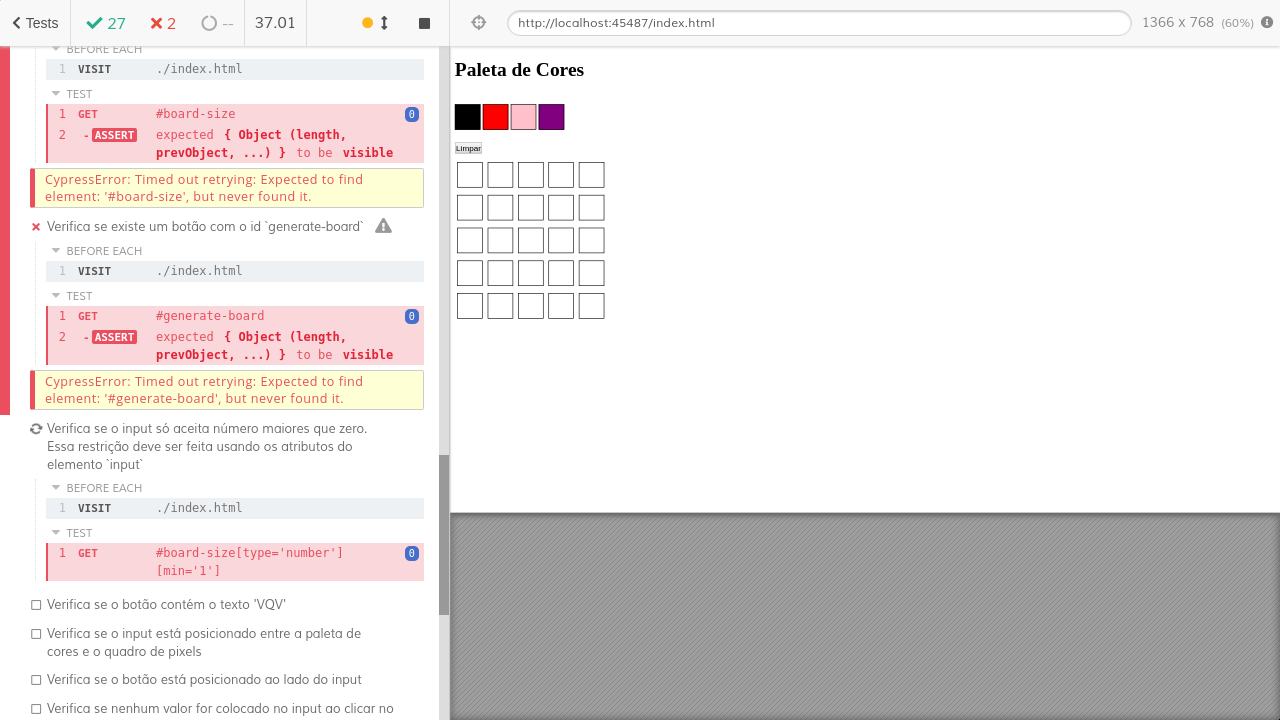 Tests
27
2
--
37.01
http://localhost:45487/index.html
1366 x 768 (60%)
BEFORE EACH
1 VISIT ./index.html
TEST
1 GET #board-size 0
2 -ASSERT expected { Object (length,
prevObject, ...) } to be visible
CypressError: Timed out retrying: Expected to find
element: '#board-size', but never found it.
Verifica se existe um botão com o id `generate-board`
BEFORE EACH
1 VISIT ./index.html
TEST
1 GET #generate-board 0
2 -ASSERT expected { Object (length,
prevObject, ...) } to be visible
CypressError: Timed out retrying: Expected to find
element: '#generate-board', but never found it.
Verifica se o input só aceita número maiores que zero.
Essa restrição deve ser feita usando os atributos do
elemento `input`
BEFORE EACH
1 VISIT ./index.html
TEST
1 GET #board-size[type='number'] 0
[min='1']
Verifica se o botão contém o texto 'VQV'
Verifica se o input está posicionado entre a paleta de
cores e o quadro de pixels
Verifica se o botão está posicionado ao lado do input
Verifica se nenhum valor for colocado no input ao clicar no
Paleta de Cores
Limpar